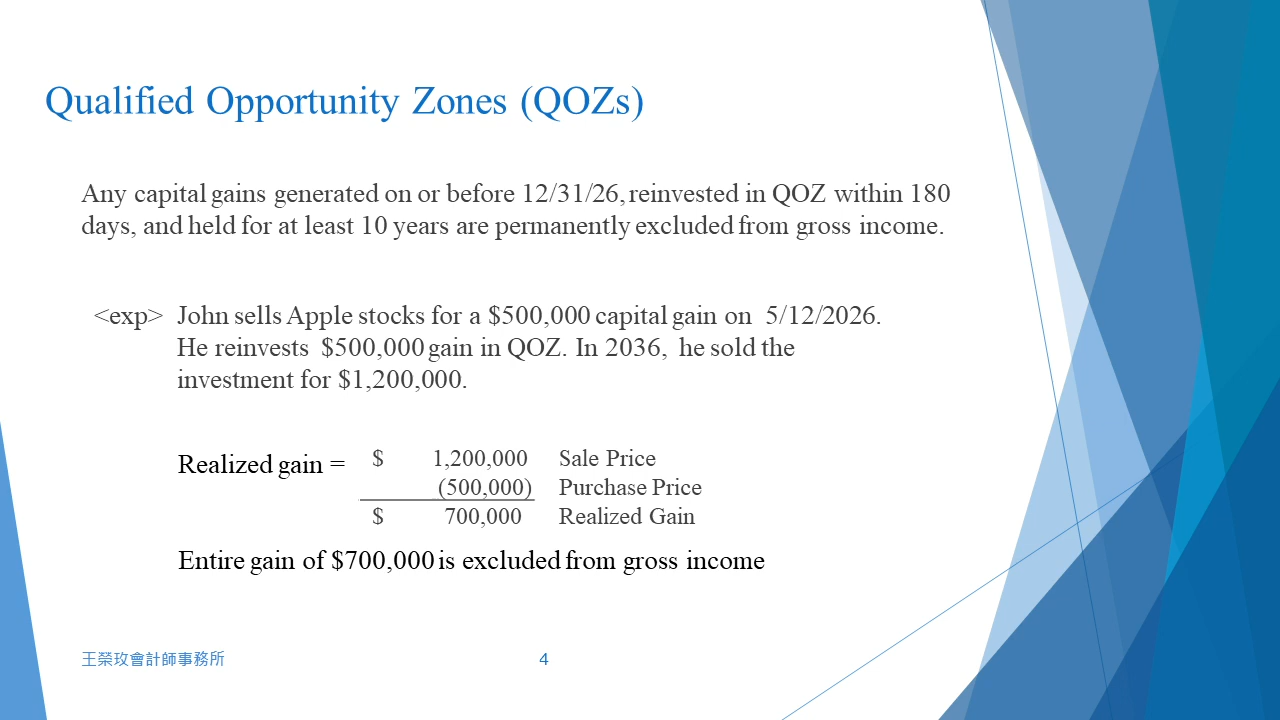 Qualified Opportunity Zones (QOZs)
Any capital gains generated on or before 12/31/26, reinvested in QOZ within 180
days, and held for at least 10 years are permanently excluded from gross income.
<exp> John sells Apple stocks for a $500,000 capital gain on 5/12/2026.
He reinvests $500,000 gain in QOZ. In 2036, he sold the
investment for $1,200,000.
Realized gain = $ 1,200,000 Sale Price
(500,000) Purchase Price
$ 700,000 Realized Gain
Entire gain of $700,000 is excluded from gross income
王榮玫會計師事務所 4